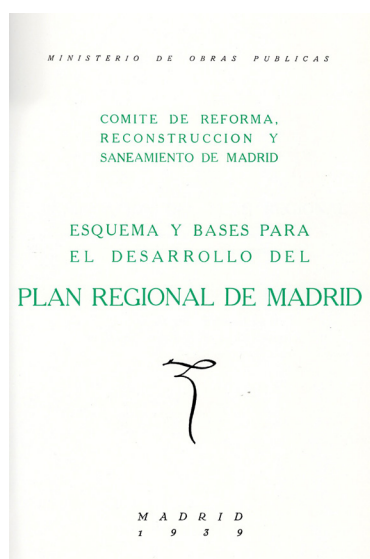 MINISTERIO DE OBRAS PUBLICAS
COMITE DE REFORMA,
RECONSTRUCCION Y
SANEAMIENTO DE MADRID
ESQUEMA Y BASES PARA
EL DESARROLLO DEL
PLAN REGIONAL DE MADRID
MADRID
1939